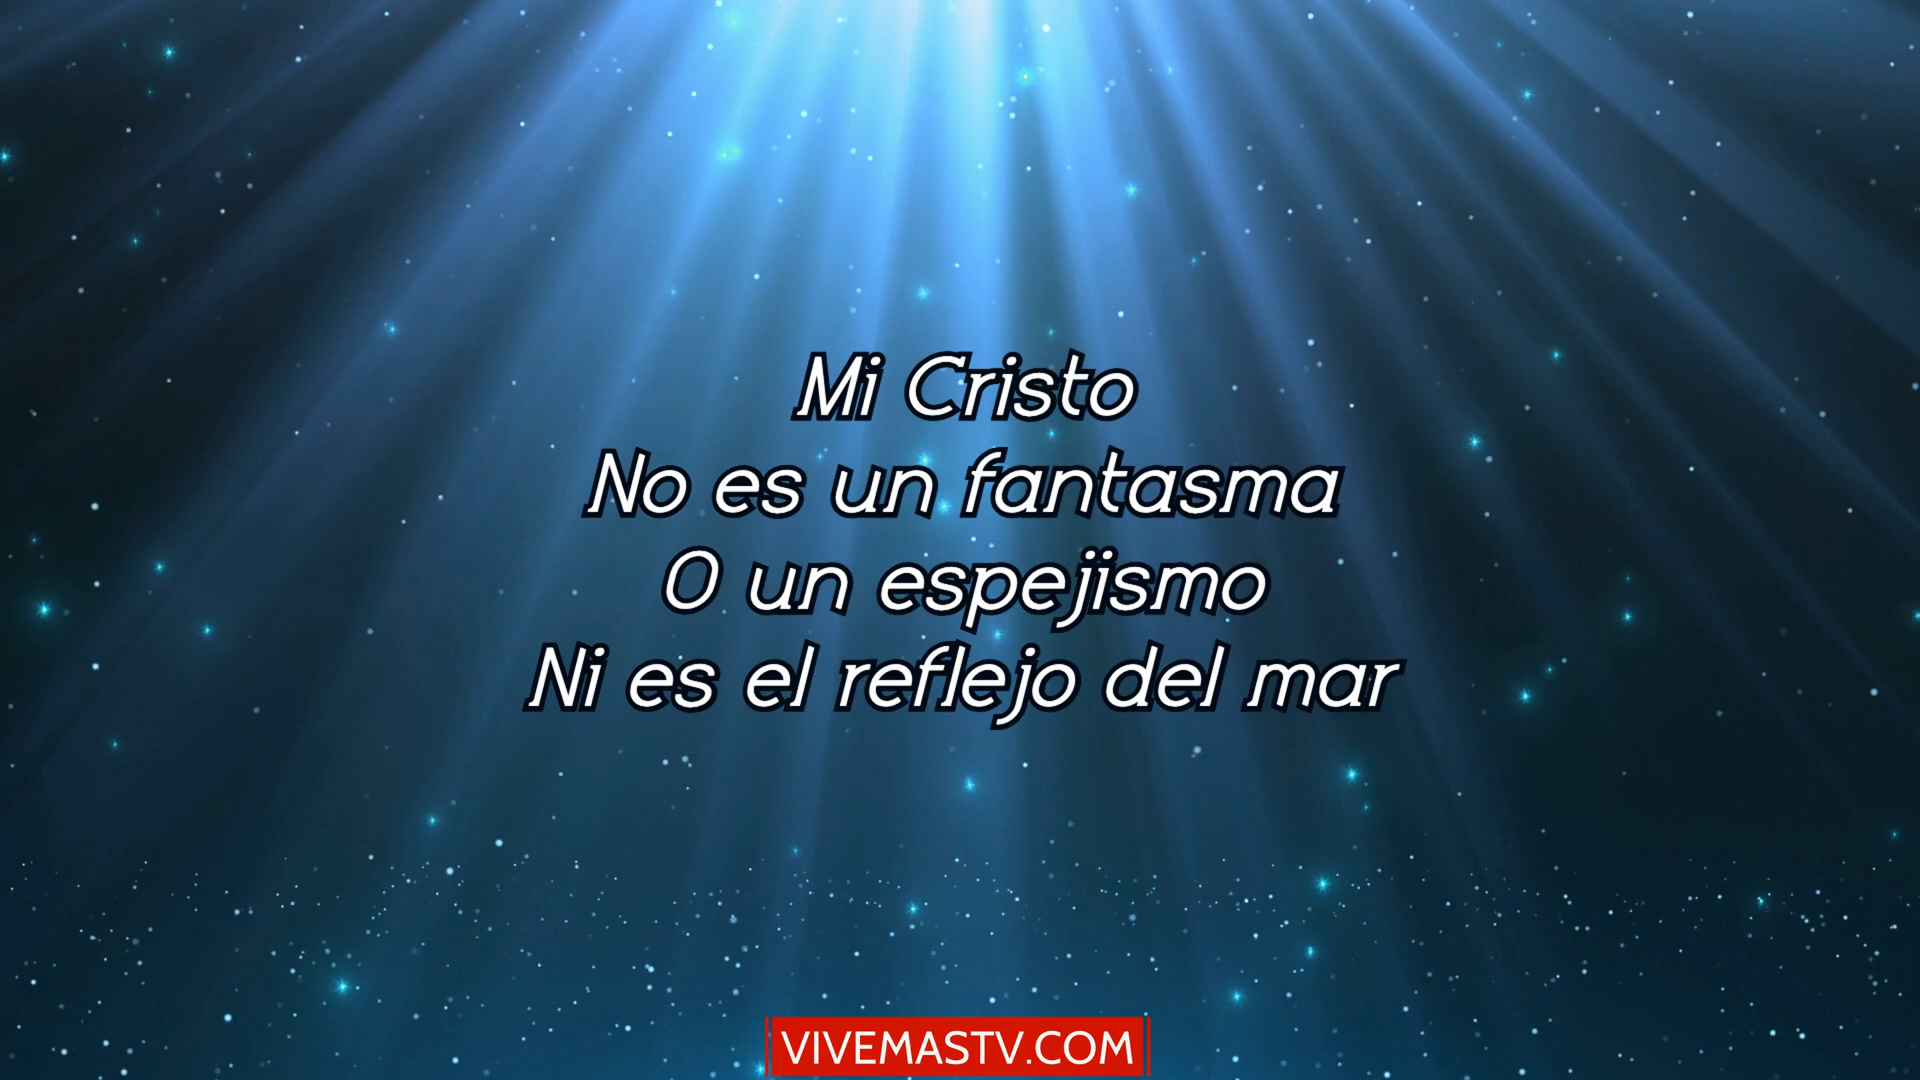 Mi Cristo
No es un fantasma
O un espejismo
Ni es el reflejo del mar
VIVEMASTV.COM